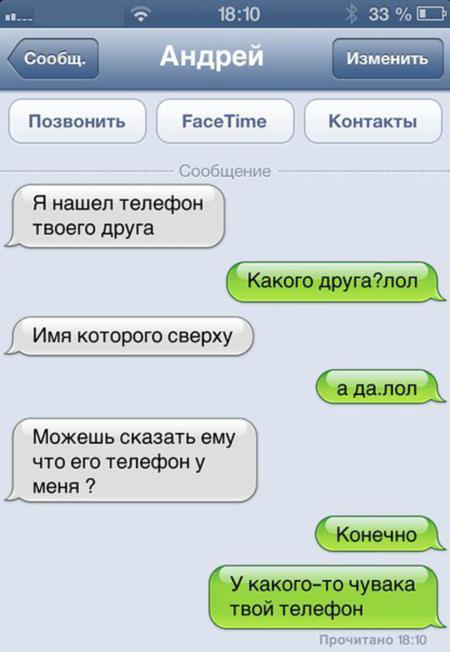 18:10
33 %
Сообщ.
Андрей
Изменить
Позвонить
FaceTime
Контакты
Сообщение
Я нашел телефон
твоего друга
Какого друга?лол
Имя которого сверху
а да.лол
Можешь сказать ему
что его телефон у
меня ?
Конечно
У какого-то чувака
твой телефон
Прочитано 18:10